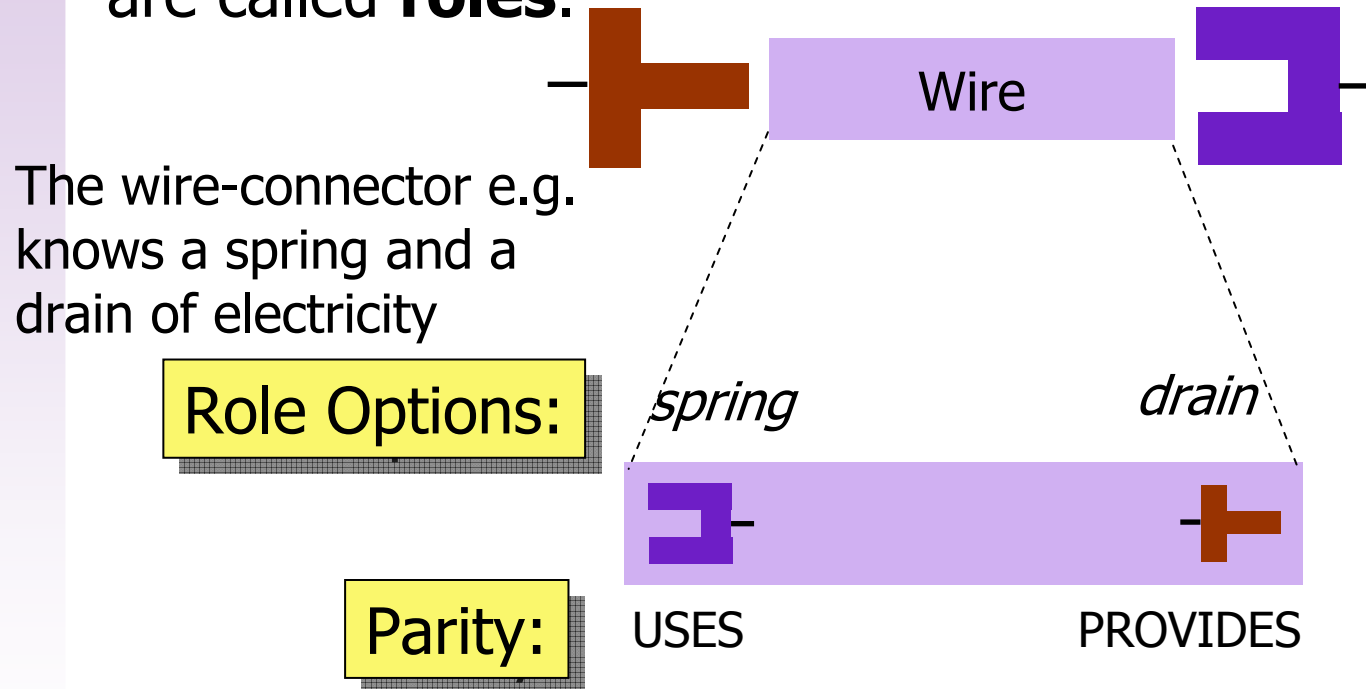 are called roles.
Wire
The wire-connector e.g.
knows a spring and a
drain of electricity
Role Options:
spring
drain
Parity:
USES
PROVIDES